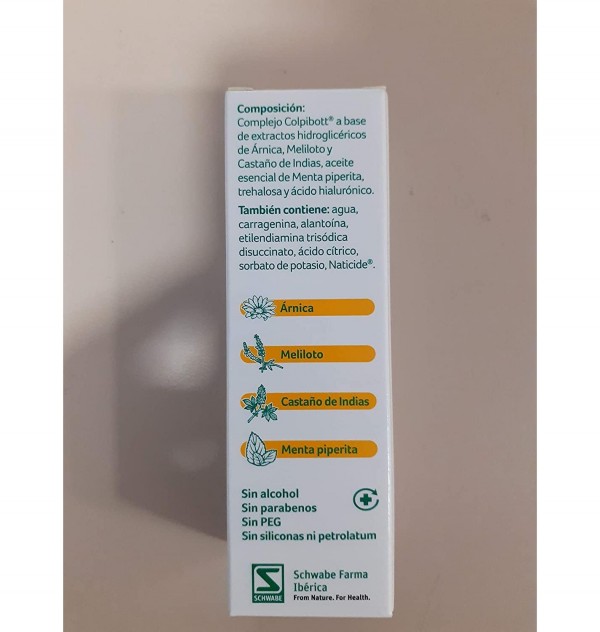 Composición:
Complejo Colpibott® a base
de extractos hidroglicéricos
de Árnica, Meliloto y
Castaño de Indias, aceite
esencial de Menta piperita,
trehalosa y ácido hialurónico.
También contiene: agua,
carragenina, alantoína,
etilendiamina trisódica
disuccinato, ácido cítrico,
sorbato de potasio, Naticide®.
Árnica
Meliloto
Castaño de Indias
Menta piperita
Sin alcohol
Sin parabenos
Sin PEG
Sin siliconas ni petrolatum
SCHWABE
Schwabe Farma
Ibérica
From Nature. For Health.